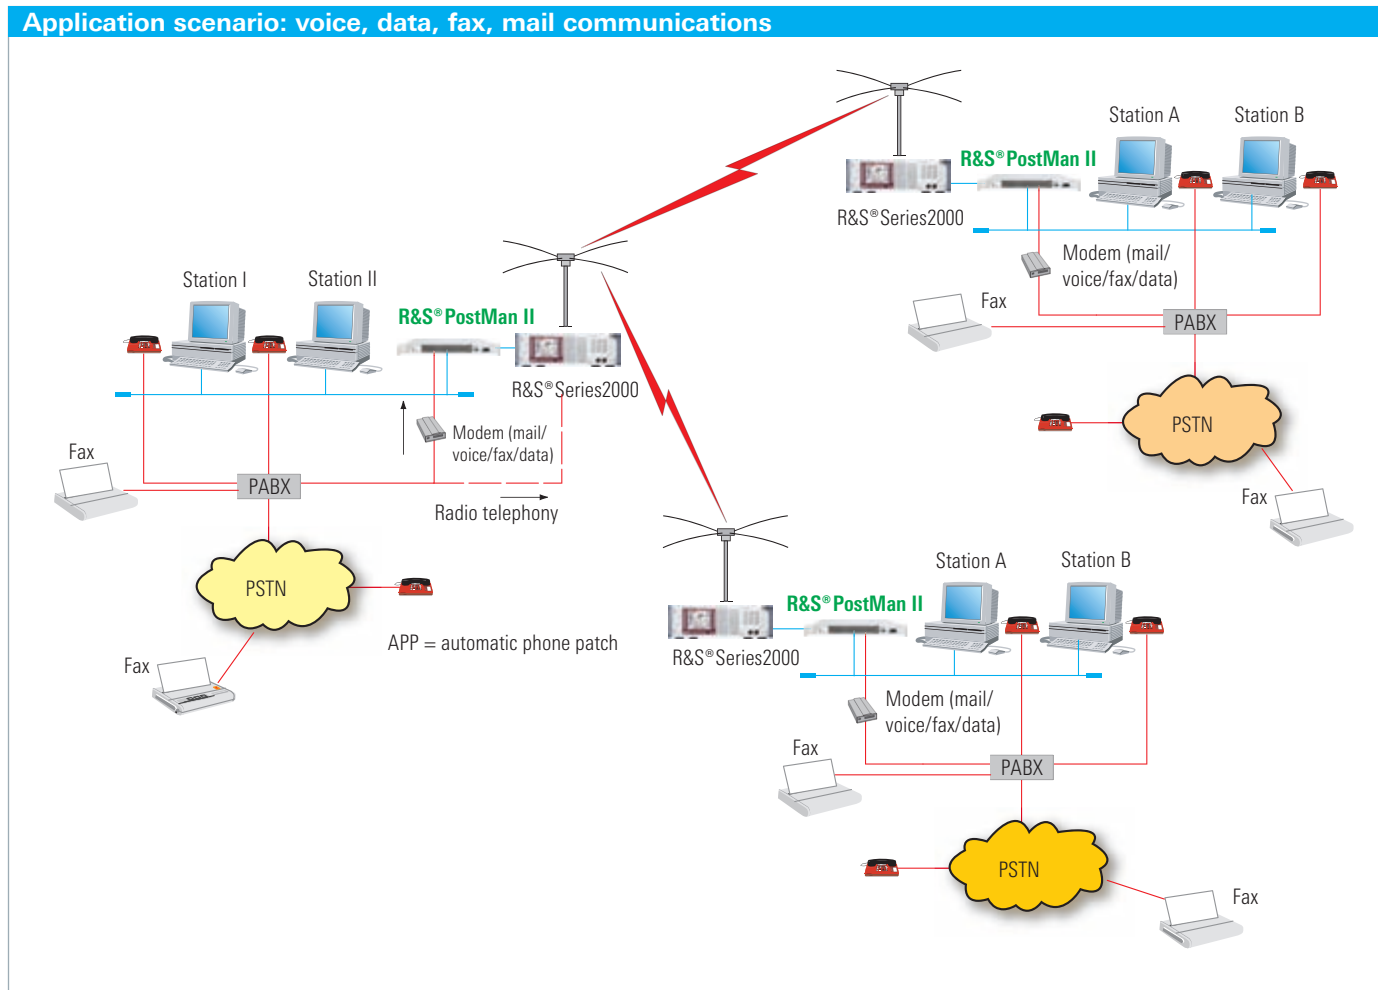 Application scenario: voice, data, fax, mail communications
Station A
Station B
R&S® PostMan II
R&S® Series2000
Modem (mail/
voice/fax/data)
Fax
PABX
PSTN
Fax
Station I
Station II
R&S® PostMan II
R&S® Series2000
Modem (mail/
voice/fax/data)
Fax
PABX
Radio telephony
PSTN
APP = automatic phone patch
Fax
Station A
Station B
R&S® PostMan II
R&S® Series2000
Modem (mail/
voice/fax/data)
Fax
PABX
PSTN
Fax